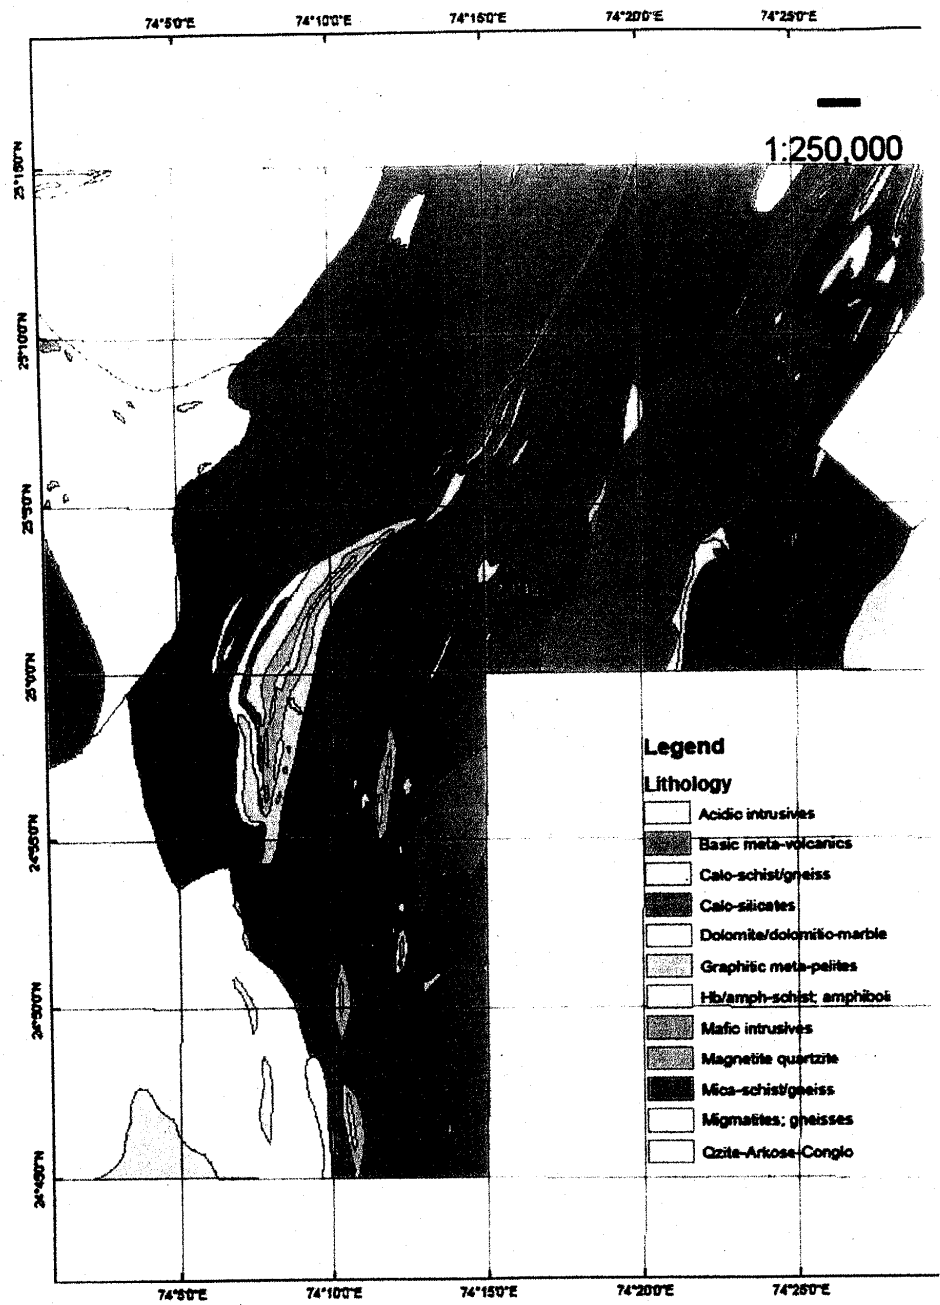 74°5'0"E 74°10'0"E 74°15'0"E 74°20'0"E 74°25'0"E
1:250,000
25°15'0"N
25°10'0"N
25°5'0"N
25°0'0"N
24°55'0"N
24°50'0"N
24°45'0"N
Legend
Lithology
Acidic intrusives
Basic meta-volcanics
Calc-schist/gneiss
Calc-silicates
Dolomite/dolomitic-marble
Graphitic meta-pelites
Hb/amph-schist; amphiboli
Mafic intrusives
Magnetite quartzite
Mica-schist/gneiss
Migmatites; gneisses
Qzite-Arkose-Conglo
74°5'0"E 74°10'0"E 74°15'0"E 74°20'0"E 74°25'0"E